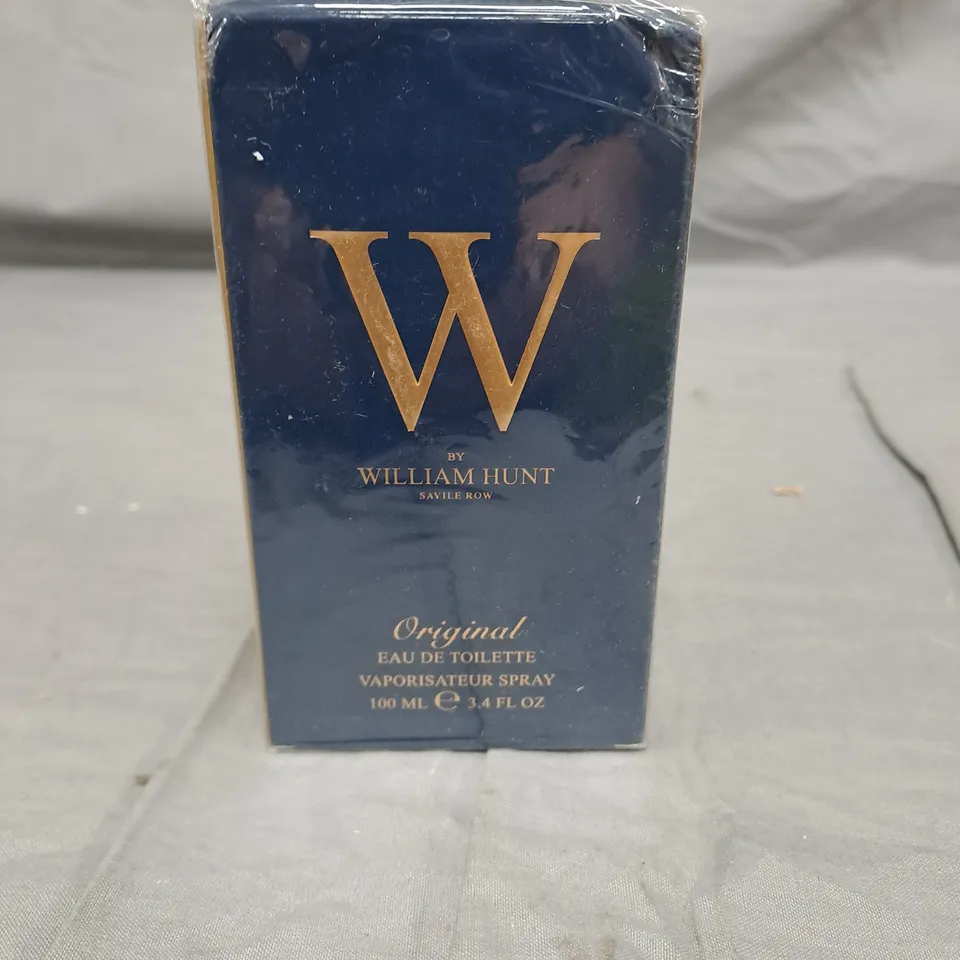 W
BY
WILLIAM HUNT
SAVILE ROW
Original
EAU DE TOILETTE
VAPORISATEUR SPRAY
100 ML ℮ 3.4 FL OZ